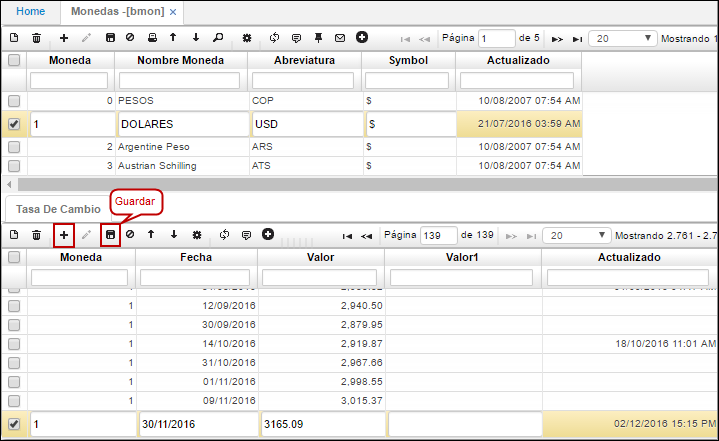 Home Monedas -[bmon] ×
Página 1 de 5 20 Mostrando 1
Moneda Nombre Moneda Abreviatura Symbol Actualizado
0 PESOS COP $ 10/08/2007 07:54 AM
1 DOLARES USD $ 21/07/2016 03:59 AM
2 Argentine Peso ARS $ 10/08/2007 07:54 AM
3 Austrian Schilling ATS $ 10/08/2007 07:54 AM
Guardar
Tasa De Cambio
Página 139 de 139 20 Mostrando 2.761 - 2.7
Moneda Fecha Valor Valor1 Actualizado
1 12/09/2016 2,940.50
1 30/09/2016 2,879.95
1 14/10/2016 2,919.87 18/10/2016 11:01 AM
1 31/10/2016 2,967.66
1 01/11/2016 2,998.55
1 09/11/2016 3,015.37
1 30/11/2016 3165.09 02/12/2016 15:15 PM